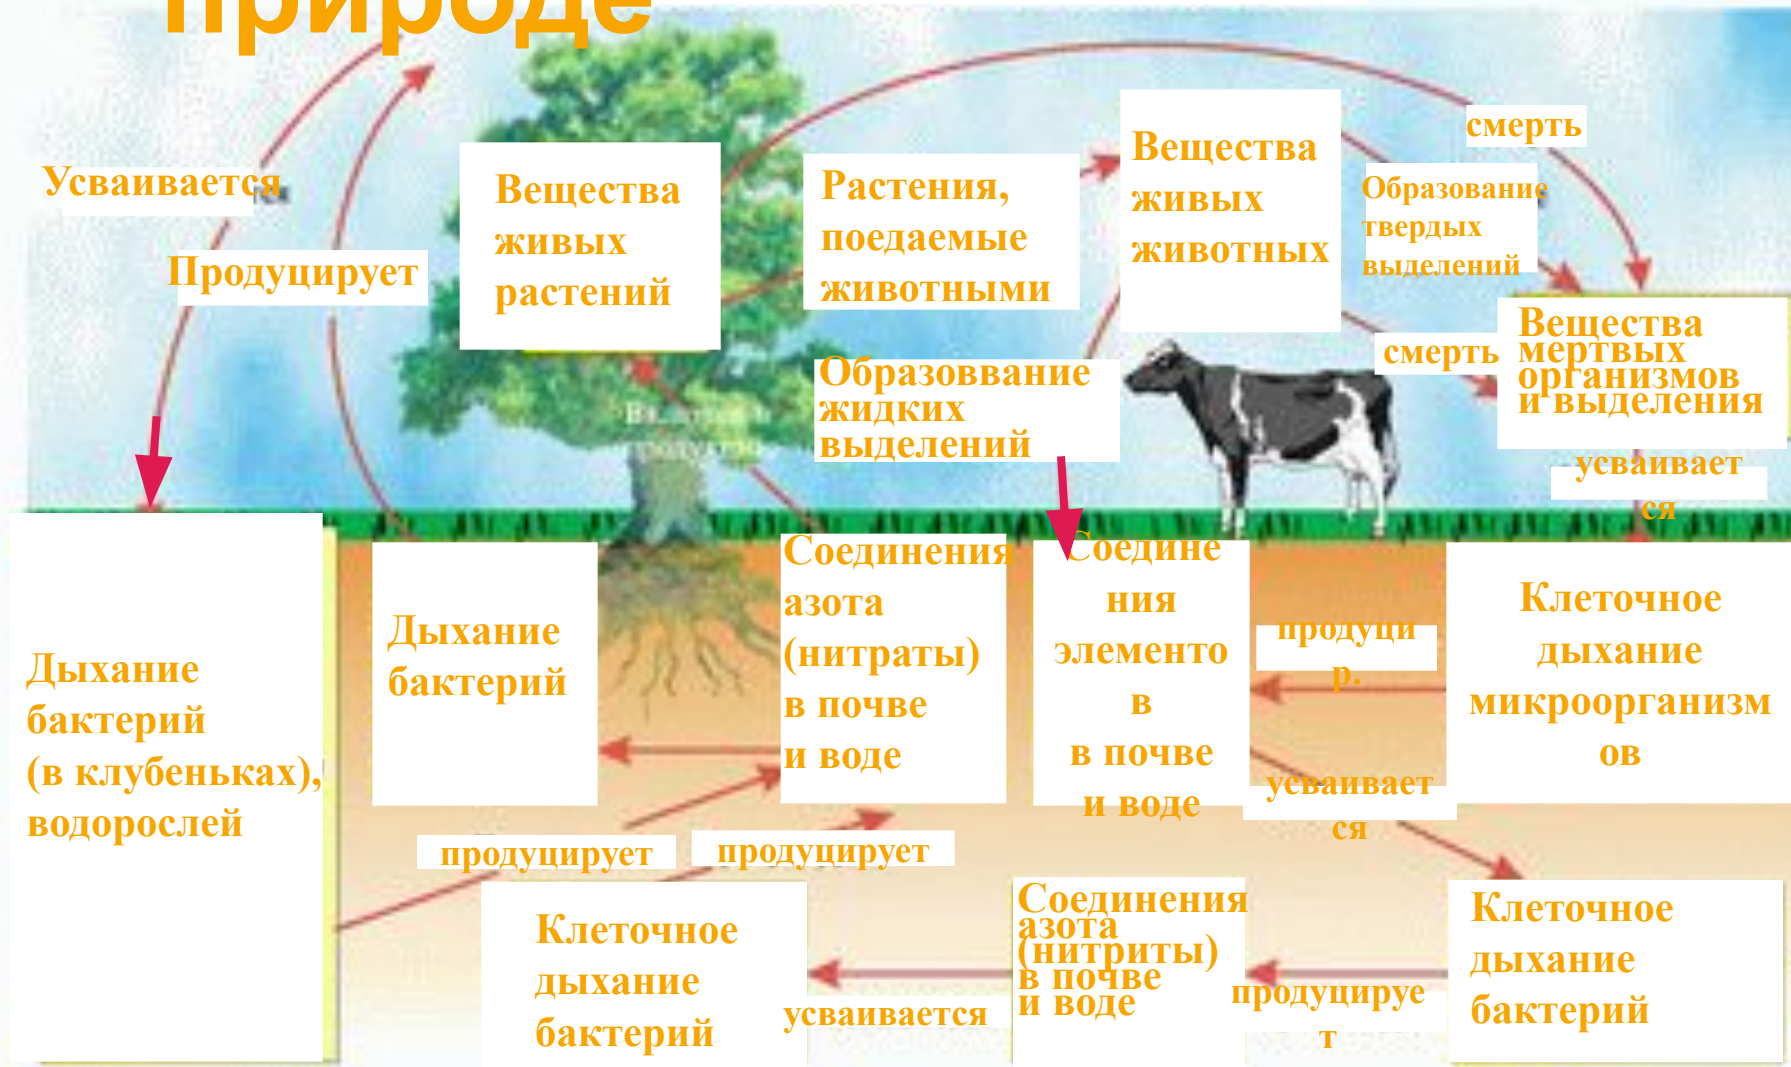 природе
Усваивается
Продуцирует
Вещества
живых
растений
Растения,
поедаемые
животными
Вещества
живых
животных
смерть
Образование
твердых
выделений
смерть
Вещества
мертвых
организмов
и выделения
Образоввание
жидких
выделений
усваивает
ся
Дыхание
бактерий
(в клубеньках),
водорослей
Дыхание
бактерий
Соединения
азота
(нитраты)
в почве
и воде
Соедине
ния
элементо
в
в почве
и воде
продуци
р.
Клеточное
дыхание
микроорганизм
ов
усваивает
ся
продуцирует
продуцирует
Клеточное
дыхание
бактерий
усваивается
Соединения
азота
(нитриты)
в почве
и воде
продуцируе
т
Клеточное
дыхание
бактерий